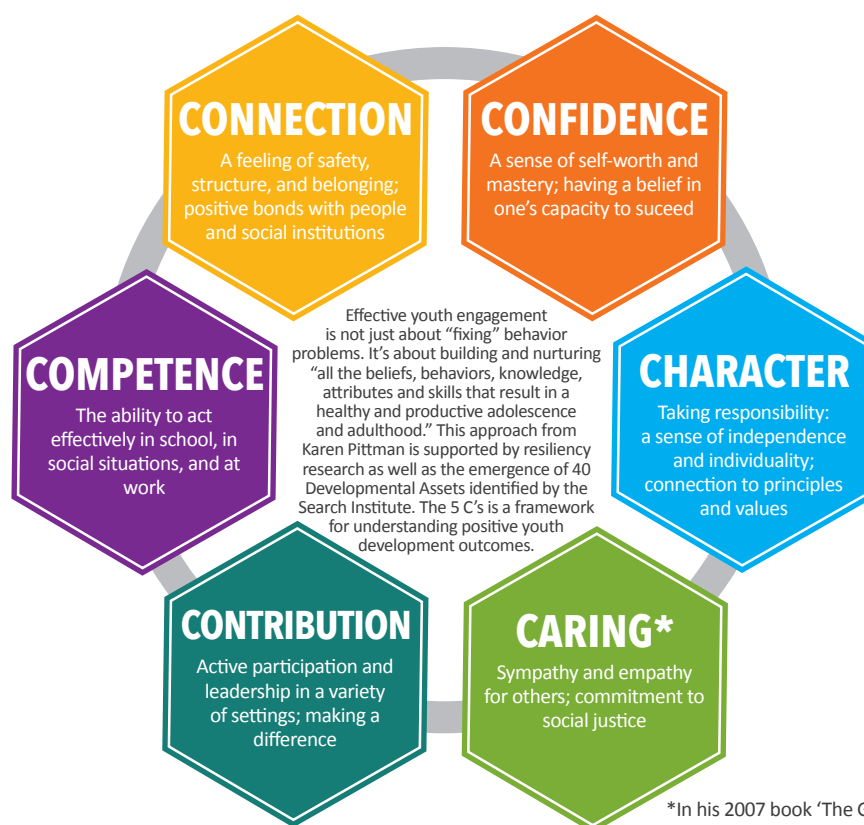 CONNECTION
A feeling of safety,
structure, and belonging;
positive bonds with people
and social institutions
CONFIDENCE
A sense of self-worth and
mastery; having a belief in
one's capacity to suceed
COMPETENCE
The ability to act
effectively in school, in
social situations, and at
work
Effective youth engagement
is not just about “fixing” behavior
problems. It’s about building and nurturing
“all the beliefs, behaviors, knowledge,
attributes and skills that result in a
healthy and productive adolescence
and adulthood.” This approach from
Karen Pittman is supported by resiliency
research as well as the emergence of 40
Developmental Assets identified by the
Search Institute. The 5 C’s is a framework
for understanding positive youth
development outcomes.
CHARACTER
Taking responsibility:
a sense of independence
and individuality;
connection to principles
and values
CONTRIBUTION
Active participation and
leadership in a variety
of settings; making a
difference
CARING*
Sympathy and empathy
for others; commitment to
social justice
*In his 2007 book ‘The